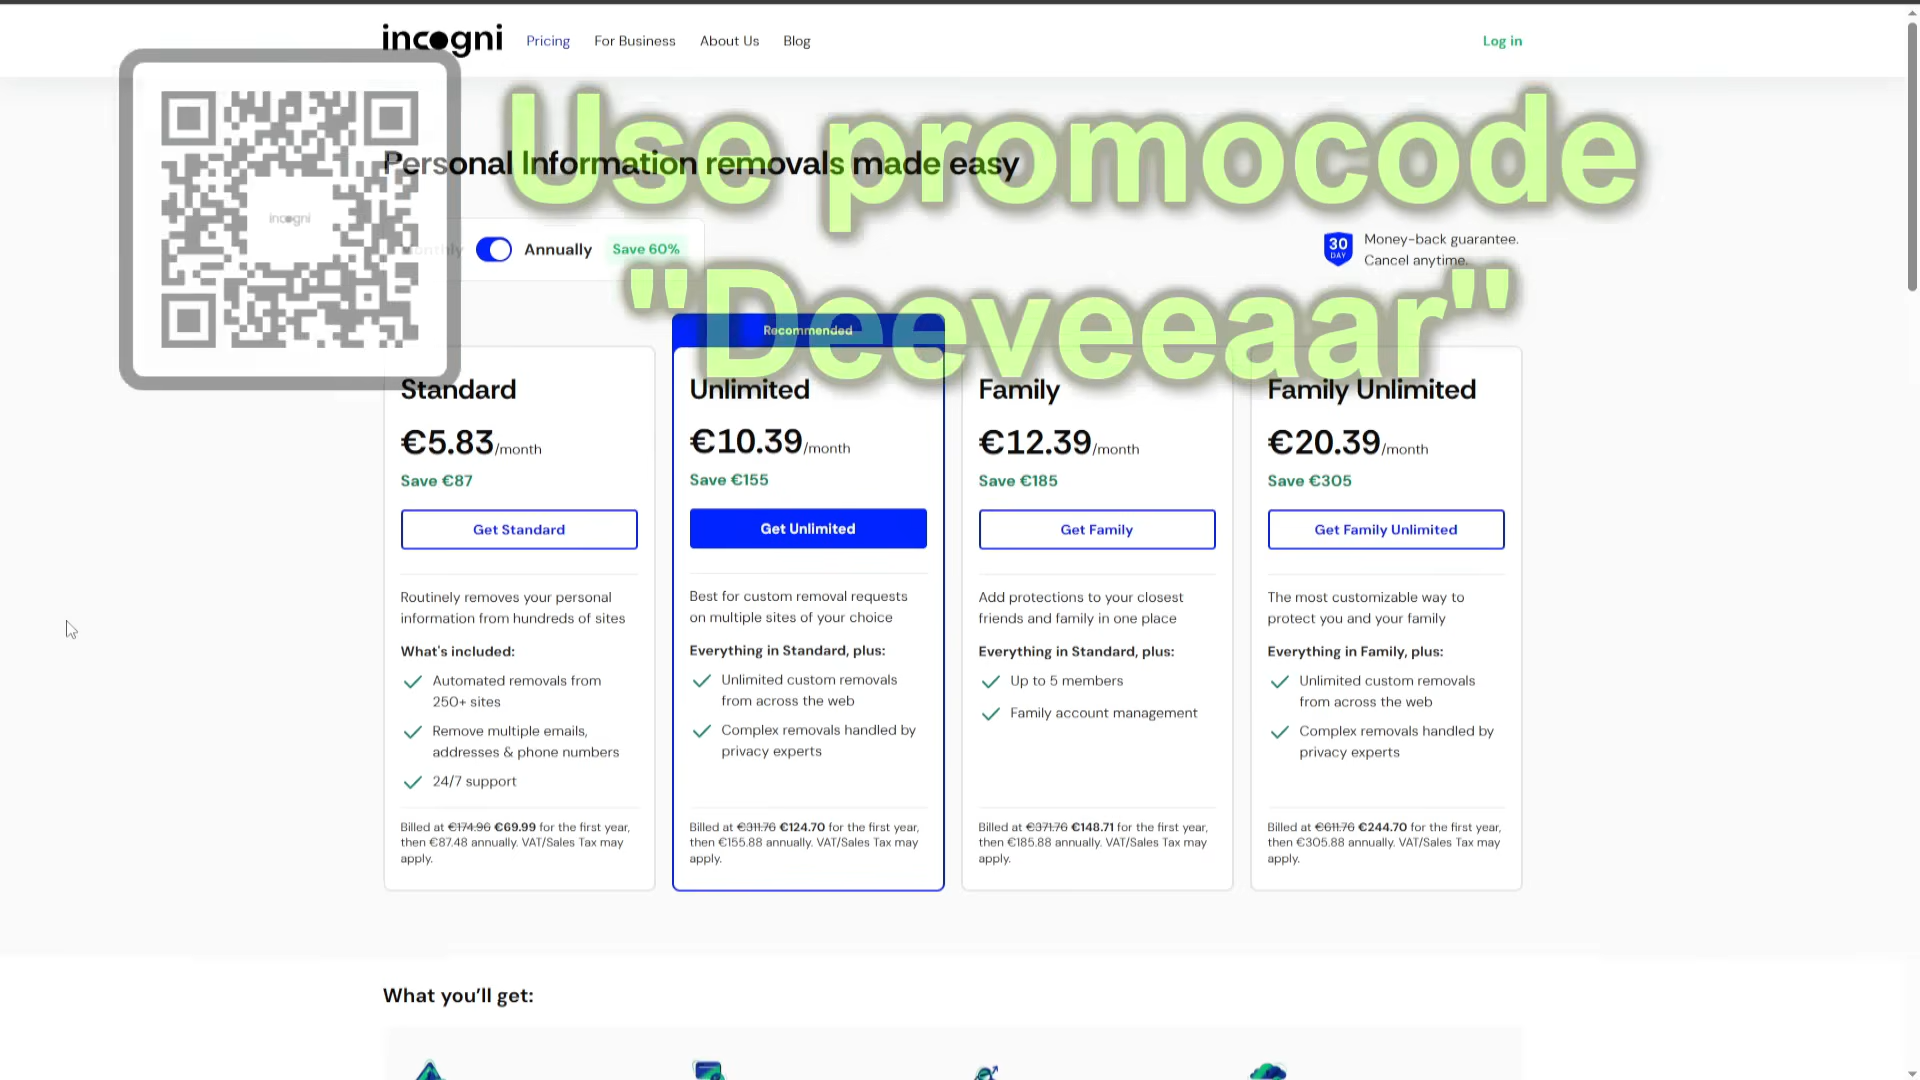 incogni
Pricing
For Business
About Us
Blog
Log in
incogni
Use promocode
"Deeveeaar"
Personal Information removals made easy
Monthly
Annually
Save 60%
30
DAY
Money-back guarantee.
Cancel anytime.
Recommended
Standard
€5.83/month
Save €87
Get Standard
Routinely removes your personal
information from hundreds of sites
What's included:
Automated removals from
250+ sites
Remove multiple emails,
addresses & phone numbers
24/7 support
Billed at €174.96 €69.99 for the first year,
then €87.48 annually. VAT/Sales Tax may
apply.
Unlimited
€10.39/month
Save €155
Get Unlimited
Best for custom removal requests
on multiple sites of your choice
Everything in Standard, plus:
Unlimited custom removals
from across the web
Complex removals handled by
privacy experts
Billed at €311.76 €124.70 for the first year,
then €155.88 annually. VAT/Sales Tax may
apply.
Family
€12.39/month
Save €185
Get Family
Add protections to your closest
friends and family in one place
Everything in Standard, plus:
Up to 5 members
Family account management
Billed at €371.76 €148.71 for the first year,
then €185.88 annually. VAT/Sales Tax may
apply.
Family Unlimited
€20.39/month
Save €305
Get Family Unlimited
The most customizable way to
protect you and your family
Everything in Family, plus:
Unlimited custom removals
from across the web
Complex removals handled by
privacy experts
Billed at €611.76 €244.70 for the first year,
then €305.88 annually. VAT/Sales Tax may
apply.
What you'll get: